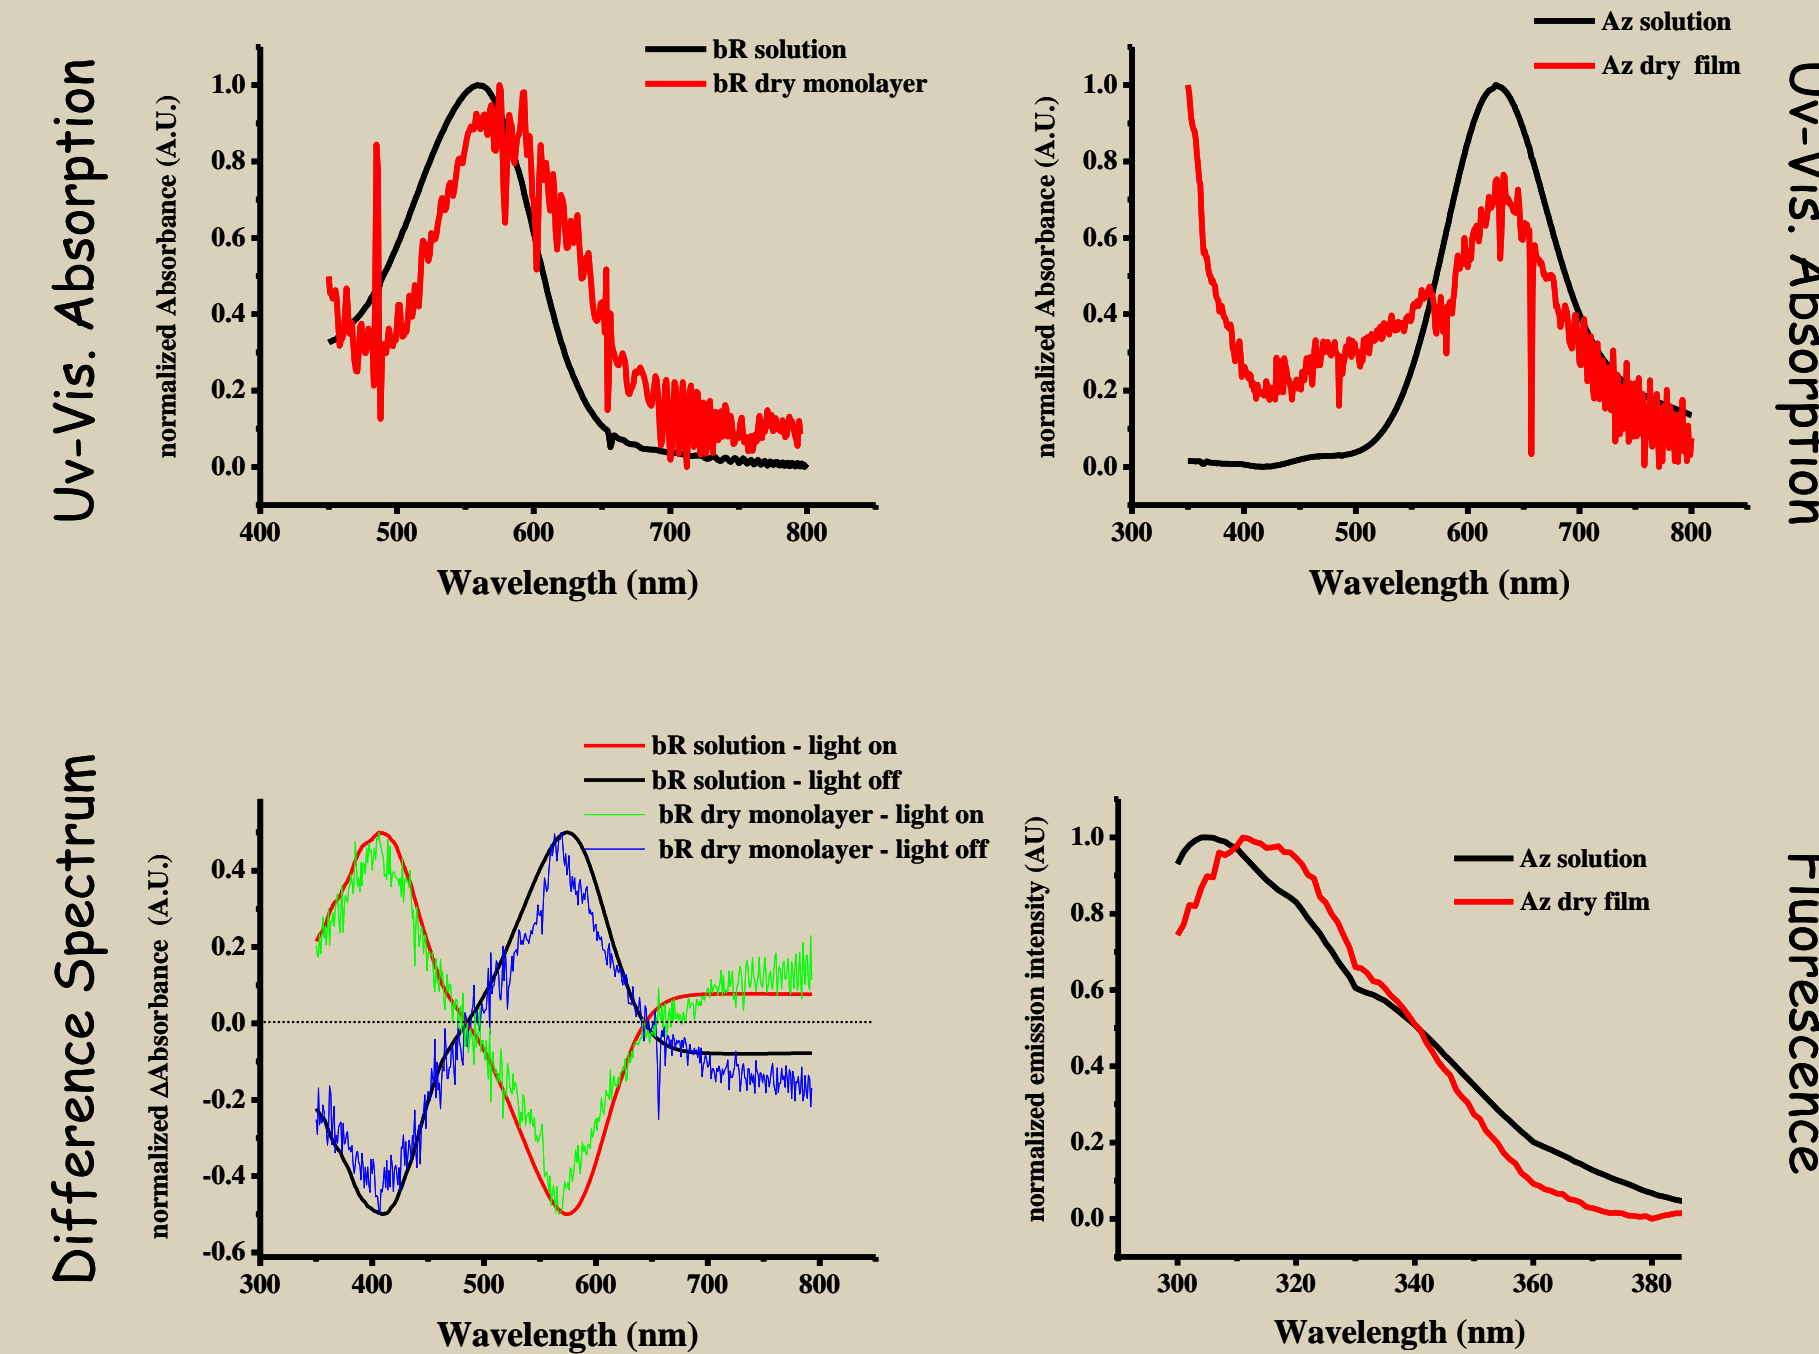 Uv-Vis. Absorption
normalized Absorbance (A.U.)
1.0
0.8
0.6
0.4
0.2
0.0
bR solution
bR dry monolayer
400 500 600 700 800
Wavelength (nm)
normalized Absorbance (A.U.)
1.0
0.8
0.6
0.4
0.2
0.0
Az solution
Az dry film
300 400 500 600 700 800
Wavelength (nm)
Uv-Vis. Absorption
Difference Spectrum
normalized ΔAbsorbance (A.U.)
0.4
0.2
0.0
-0.2
-0.4
-0.6
bR solution - light on
bR solution - light off
bR dry monolayer - light on
bR dry monolayer - light off
300 400 500 600 700 800
Wavelength (nm)
normalized emission intensity (AU)
1.0
0.8
0.6
0.4
0.2
0.0
Az solution
Az dry film
300 320 340 360 380
Wavelength (nm)
Fluorescence